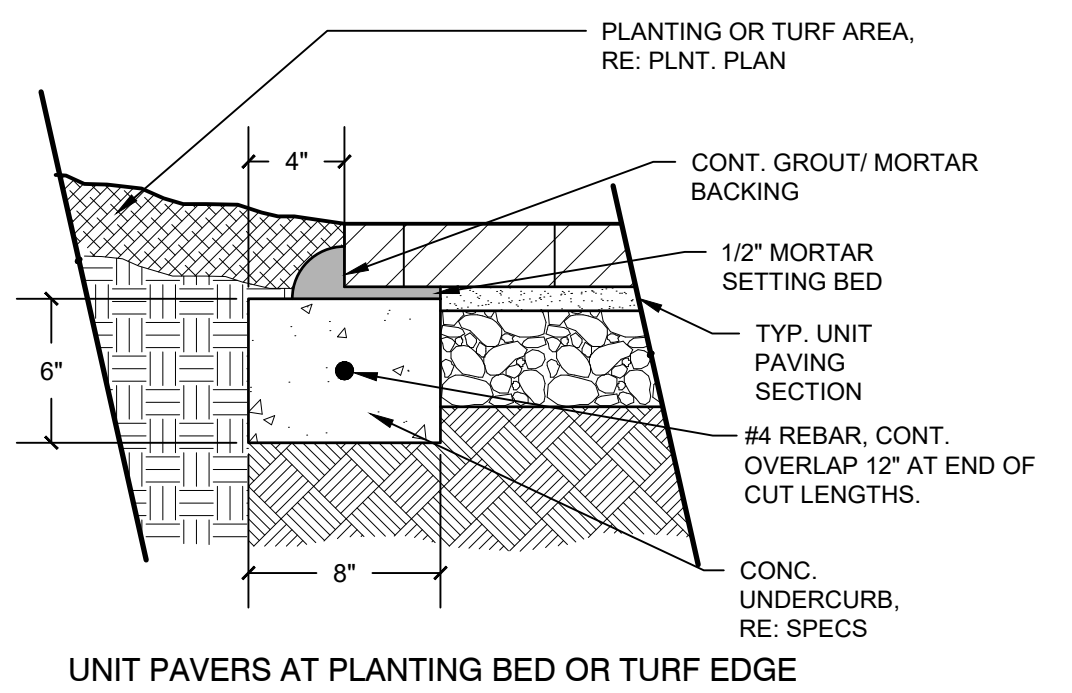 PLANTING OR TURF AREA,
RE: PLNT. PLAN
4"
CONT. GROUT/ MORTAR
BACKING
1/2" MORTAR
SETTING BED
TYP. UNIT
PAVING
SECTION
6"
#4 REBAR, CONT.
OVERLAP 12" AT END OF
CUT LENGTHS.
8"
CONC.
UNDERCURB,
RE: SPECS
UNIT PAVERS AT PLANTING BED OR TURF EDGE